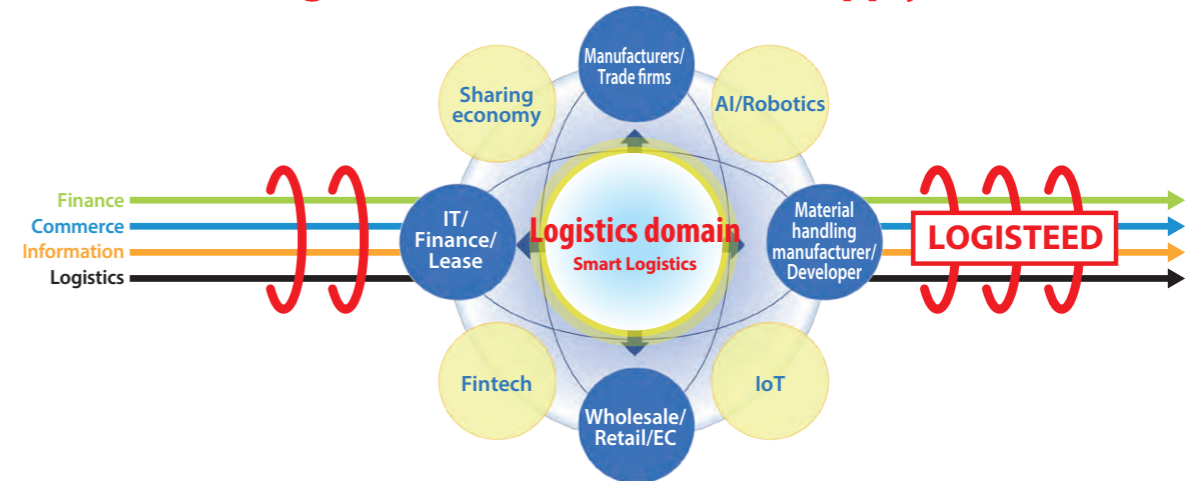 Manufacturers/
Trade firms
Sharing
economy
AI/Robotics
Finance
Commerce
Information
Logistics
IT/
Finance/
Lease
Logistics domain
Smart Logistics
Material
handling
manufacturer/
Developer
LOGISTEED
Fintech
IoT
Wholesale/
Retail/EC